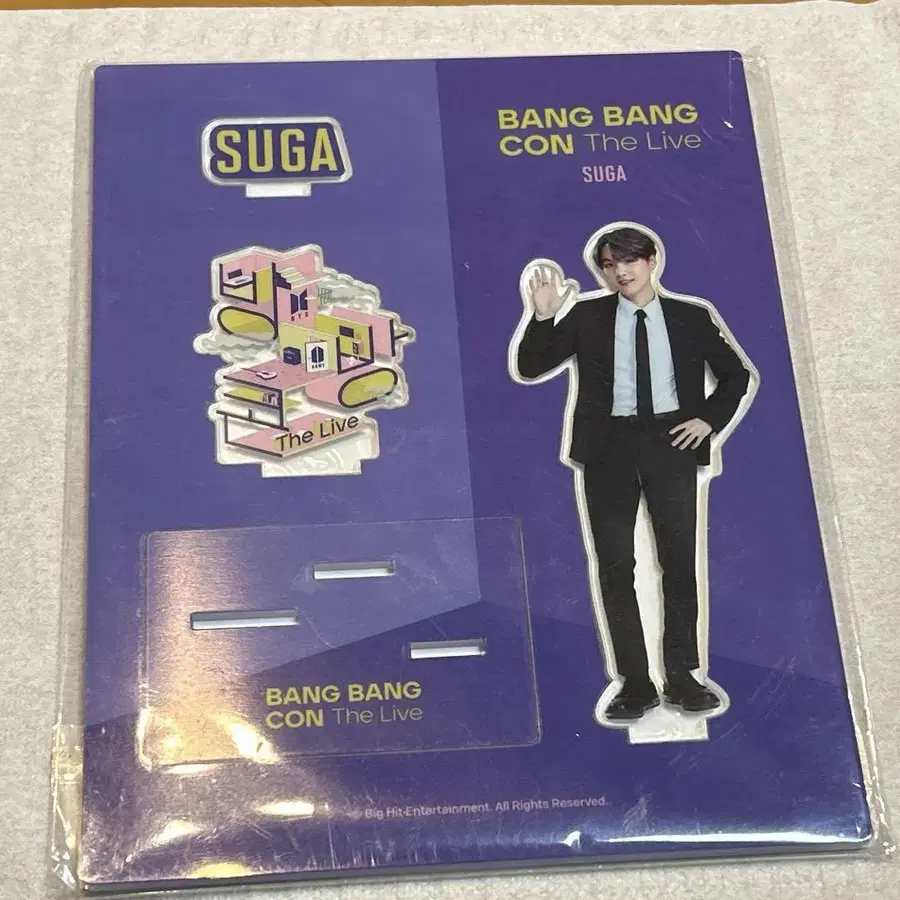 SUGA
BANG BANG
CON The Live
SUGA
BTS
ARMY
The Live
BANG BANG
CON The Live
© Big Hit Entertainment. All Rights Reserved.